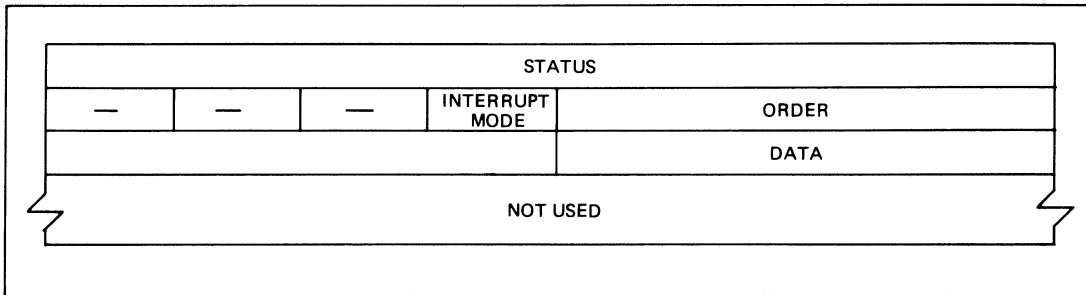 STATUS
— — — INTERRUPT MODE ORDER
DATA
NOT USED